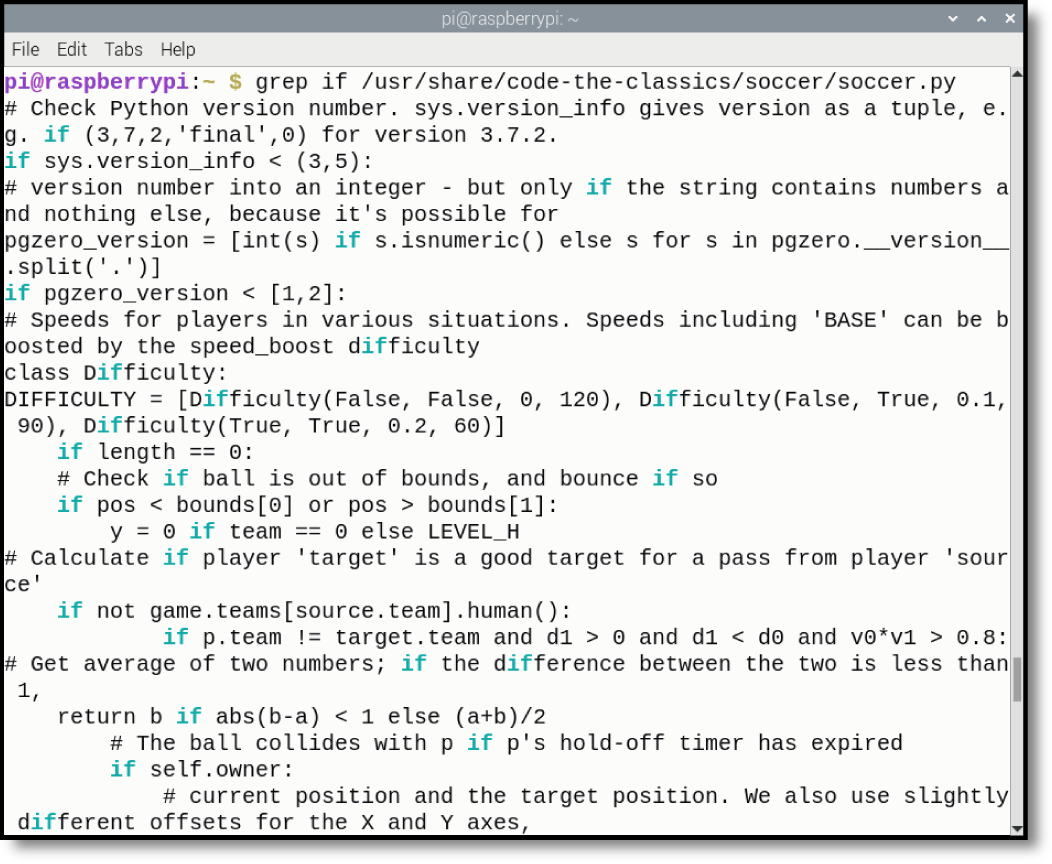 pi@raspberrypi: ~
File Edit Tabs Help
pi@raspberrypi:~ $ grep if /usr/share/code-the-classics/soccer/soccer.py
# Check Python version number. sys.version_info gives version as a tuple, e.
g. if (3,7,2,'final',0) for version 3.7.2.
if sys.version_info < (3,5):
# version number into an integer - but only if the string contains numbers a
nd nothing else, because it's possible for
pgzero_version = [int(s) if s.isnumeric() else s for s in pgzero.__version__
.split('.')]
if pgzero_version < [1,2]:
# Speeds for players in various situations. Speeds including 'BASE' can be b
oosted by the speed_boost difficulty
class Difficulty:
DIFFICULTY = [Difficulty(False, False, 0, 120), Difficulty(False, True, 0.1,
 90), Difficulty(True, True, 0.2, 60)]
    if length == 0:
    # Check if ball is out of bounds, and bounce if so
    if pos < bounds[0] or pos > bounds[1]:
        y = 0 if team == 0 else LEVEL_H
# Calculate if player 'target' is a good target for a pass from player 'sour
ce'
    if not game.teams[source.team].human():
            if p.team != target.team and d1 > 0 and d1 < d0 and v0*v1 > 0.8:
# Get average of two numbers; if the difference between the two is less than
 1,
    return b if abs(b-a) < 1 else (a+b)/2
        # The ball collides with p if p's hold-off timer has expired
        if self.owner:
            # current position and the target position. We also use slightly
 different offsets for the X and Y axes,